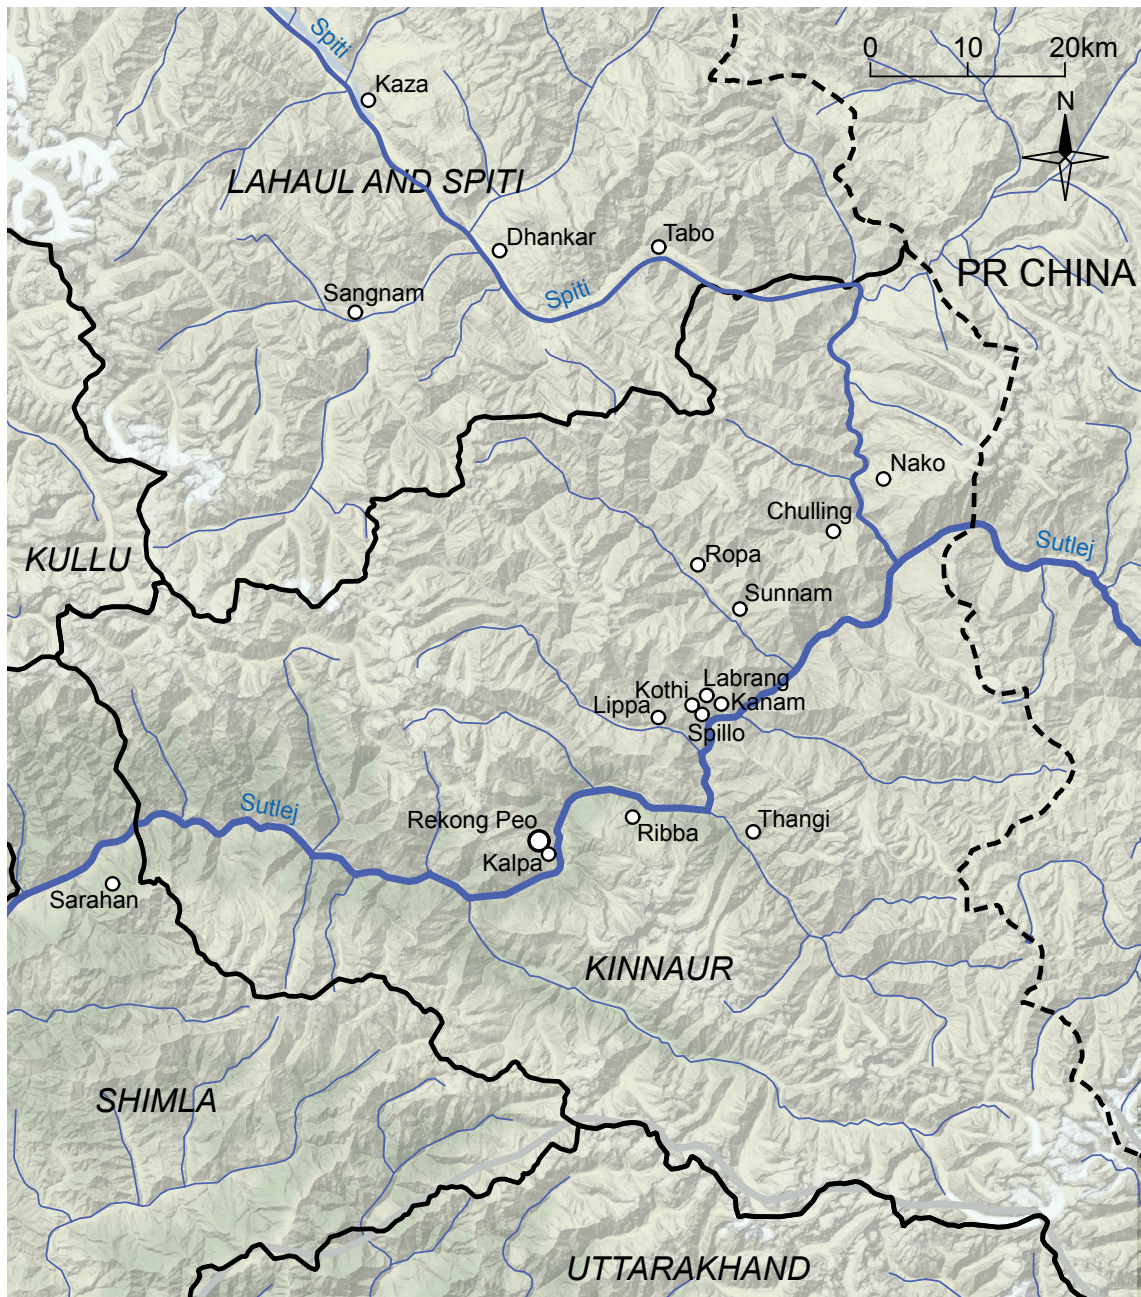 Spiti
0 10 20km
Kaza
N
LAHAUL AND SPITI
Dhankar
Tabo
PR CHINA
Sangnam
Spiti
Nako
Chulling
KULLU
Ropa
Sutlej
Sunnam
Labrang
Kothi
Kanam
Lippa
Spillo
Sutlej
Rekong Peo
Ribba
Thangi
Kalpa
Sarahan
KINNAUR
SHIMLA
UTTARAKHAND